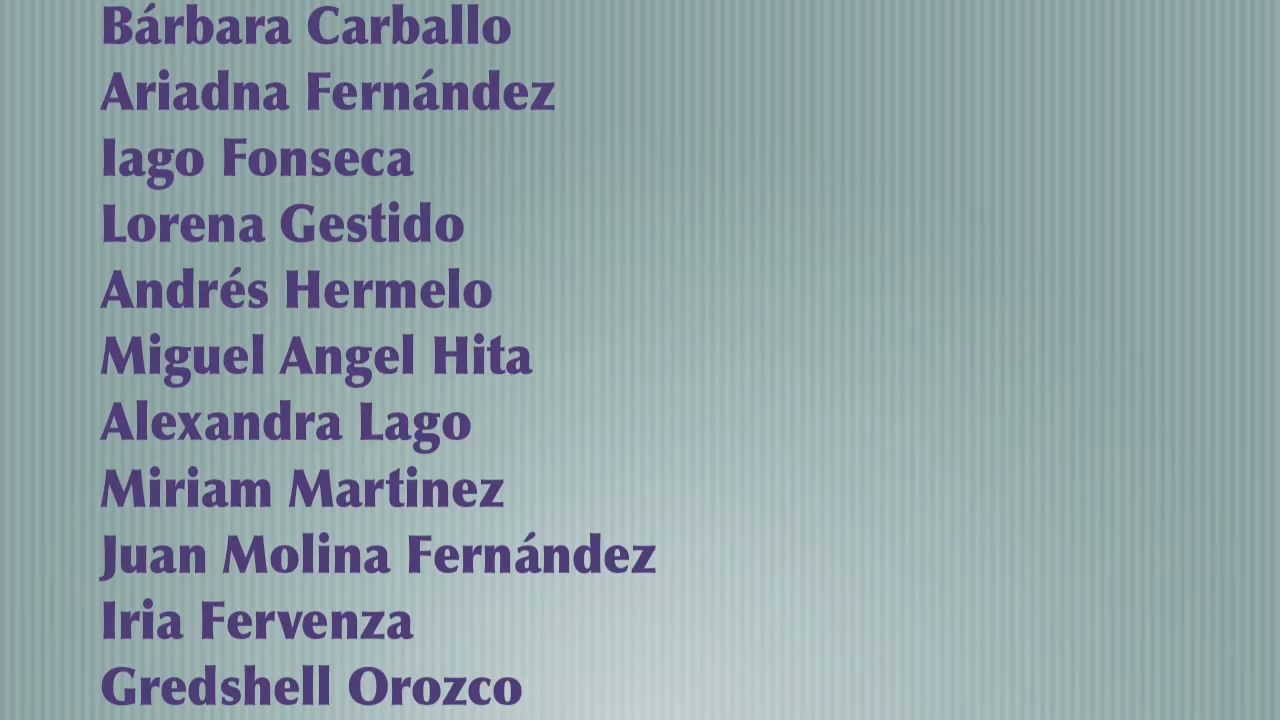 Bárbara Carballo
Ariadna Fernández
Iago Fonseca
Lorena Gestido
Andrés Hermelo
Miguel Angel Hita
Alexandra Lago
Miriam Martinez
Juan Molina Fernández
Iria Fervenza
Gredshell Orozco